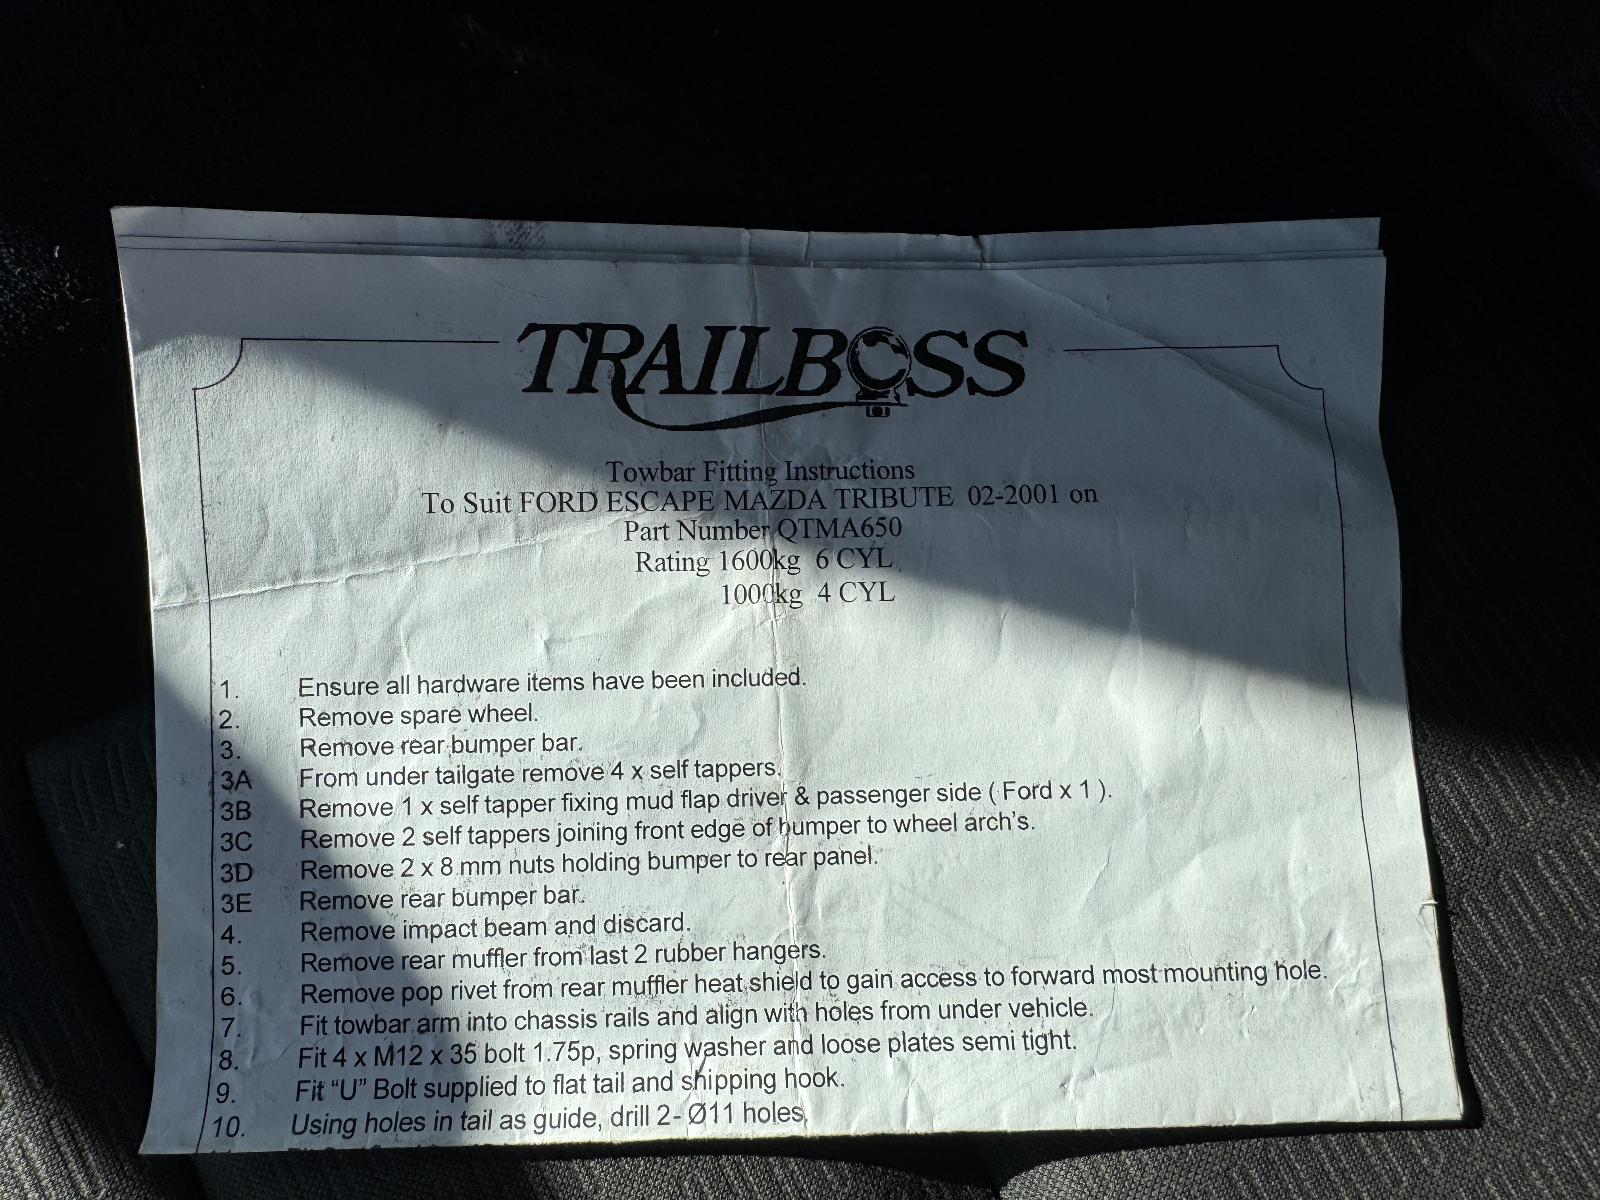 TRAILBOSS
Towbar Fitting Instructions
To Suit FORD ESCAPE MAZDA TRIBUTE 02-2001 on
Part Number QTMA650
Rating 1600kg 6 CYL
1000kg 4 CYL
1. Ensure all hardware items have been included.
2. Remove spare wheel.
3. Remove rear bumper bar.
3A From under tailgate remove 4 x self tappers.
3B Remove 1 x self tapper fixing mud flap driver & passenger side ( Ford x 1 ).
3C Remove 2 self tappers joining front edge of bumper to wheel arch's.
3D Remove 2 x 8 mm nuts holding bumper to rear panel.
3E Remove rear bumper bar.
4. Remove impact beam and discard.
5. Remove rear muffler from last 2 rubber hangers.
6. Remove pop rivet from rear muffler heat shield to gain access to forward most mounting hole.
7. Fit towbar arm into chassis rails and align with holes from under vehicle.
8. Fit 4 x M12 x 35 bolt 1.75p, spring washer and loose plates semi tight.
9. Fit “U” Bolt supplied to flat tail and shipping hook.
10. Using holes in tail as guide, drill 2- Ø11 holes.